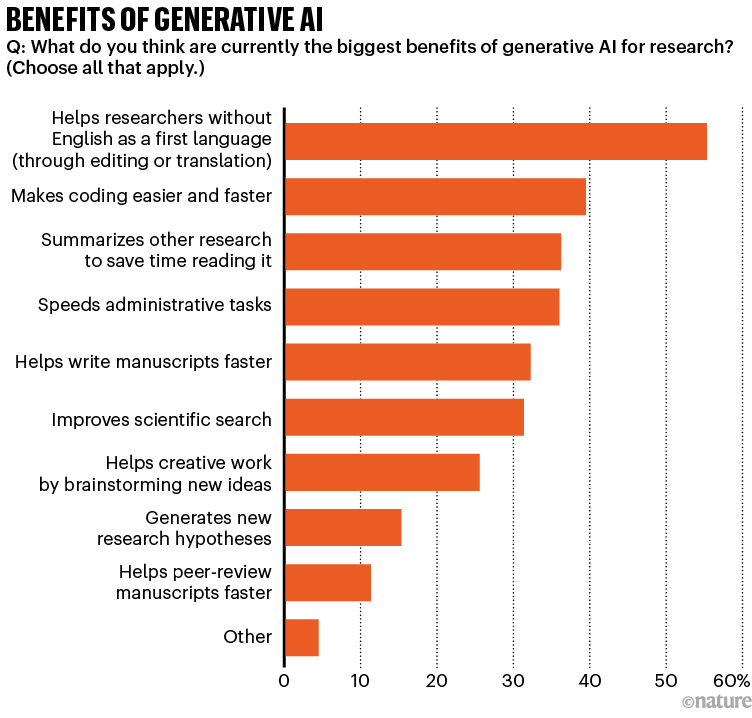 BENEFITS OF GENERATIVE AI
Q: What do you think are currently the biggest benefits of generative AI for research?
(Choose all that apply.)
Helps researchers without
English as a first language
(through editing or translation)
Makes coding easier and faster
Summarizes other research
to save time reading it
Speeds administrative tasks
Helps write manuscripts faster
Improves scientific search
Helps creative work
by brainstorming new ideas
Generates new
research hypotheses
Helps peer-review
manuscripts faster
Other
0 10 20 30 40 50 60%
©nature